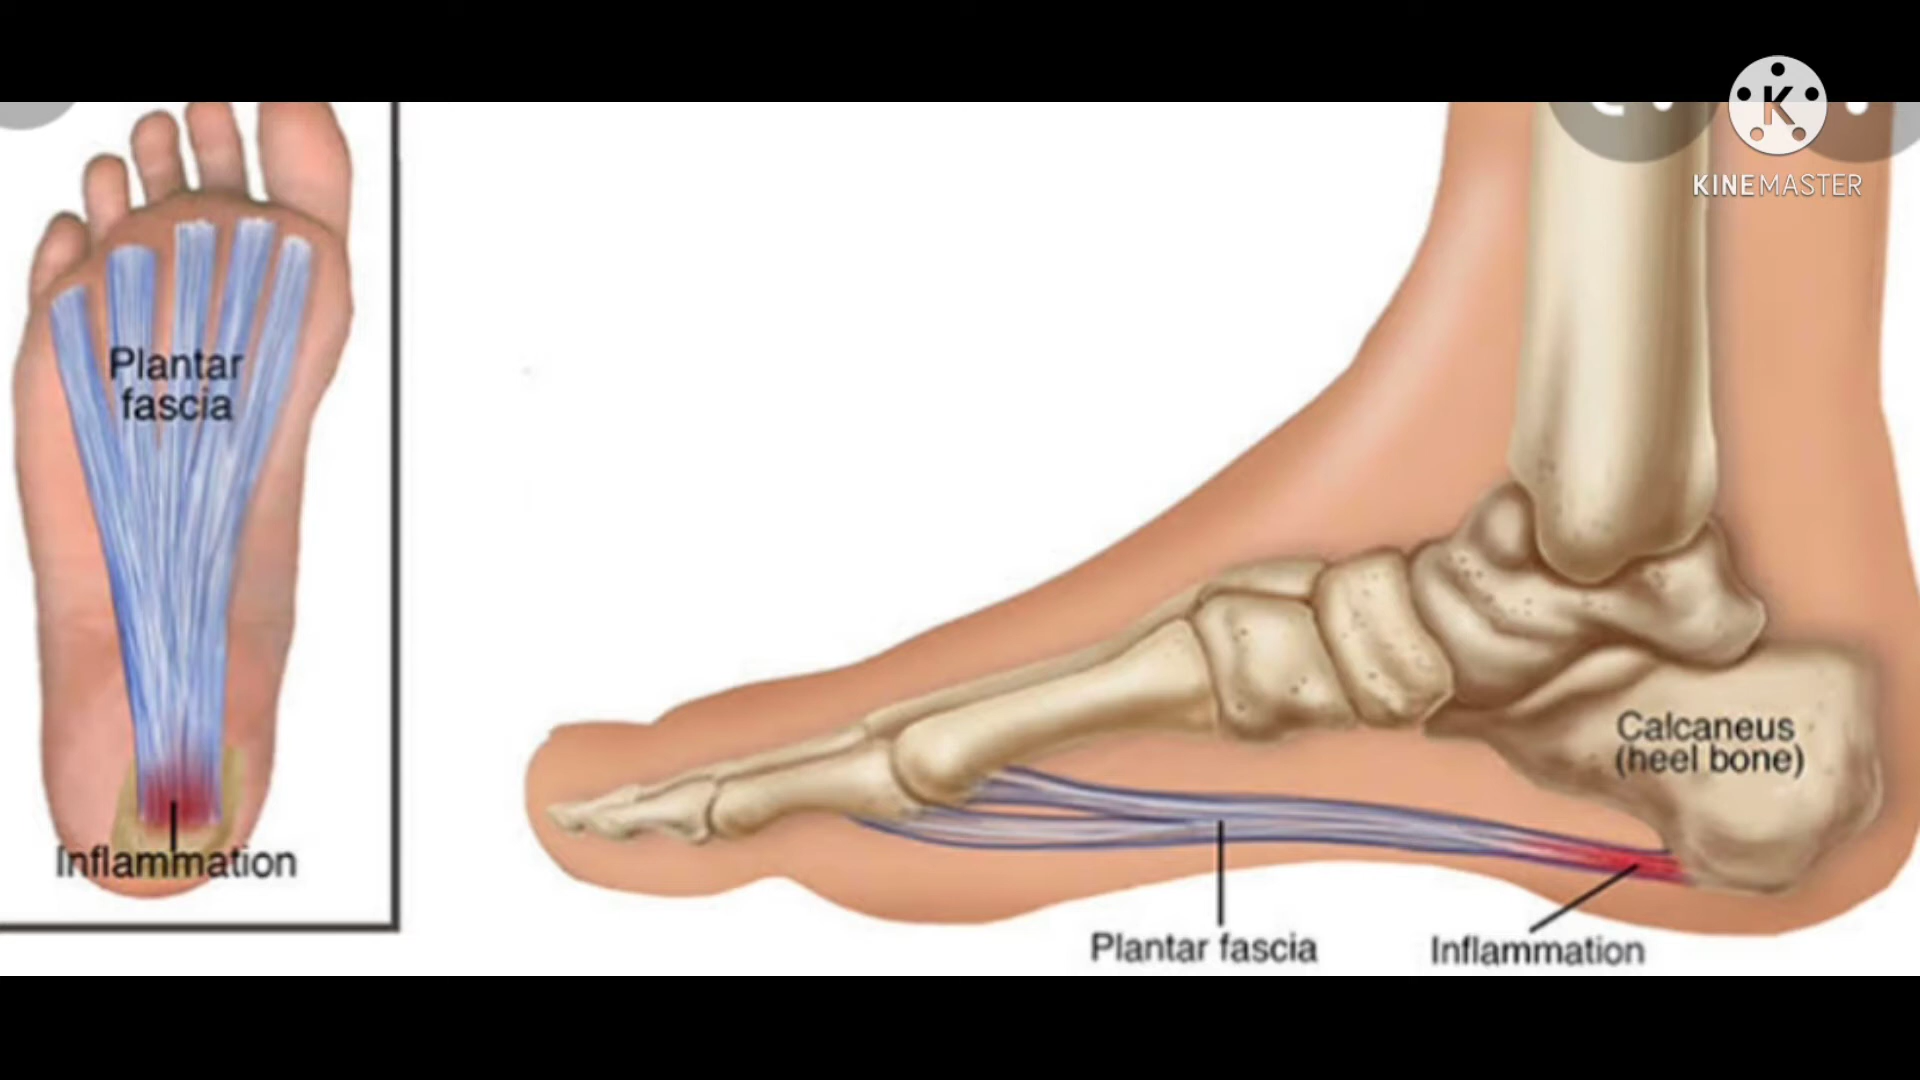 Plantar
fascia
Inflammation
K
KINEMASTER
Calcaneus
(heel bone)
Plantar fascia
Inflammation